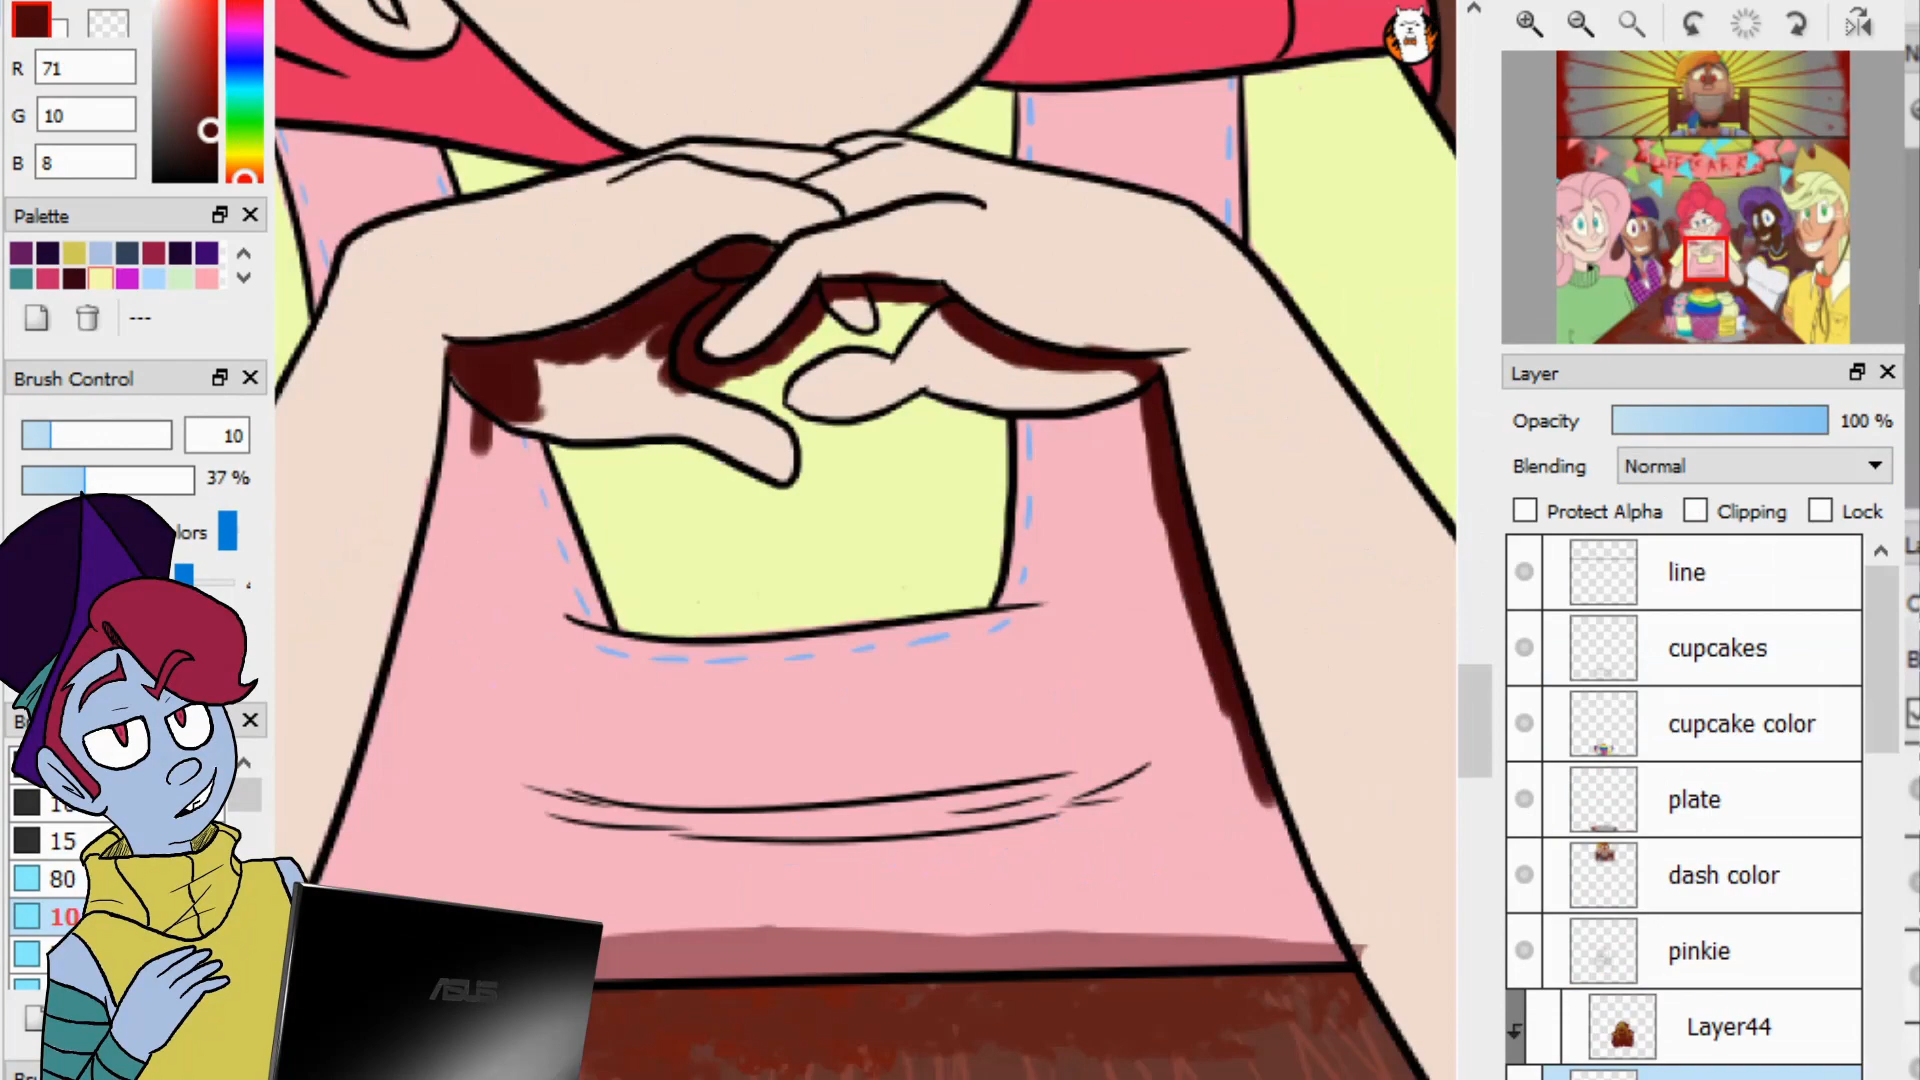 R 71
G 10
B 8
Palette
---
Brush Control
10
37 %
lors
15
80
10
ASUS
Layer
Opacity 100 %
Blending Normal
Protect Alpha Clipping Lock
line
cupcakes
cupcake color
plate
dash color
pinkie
Layer44